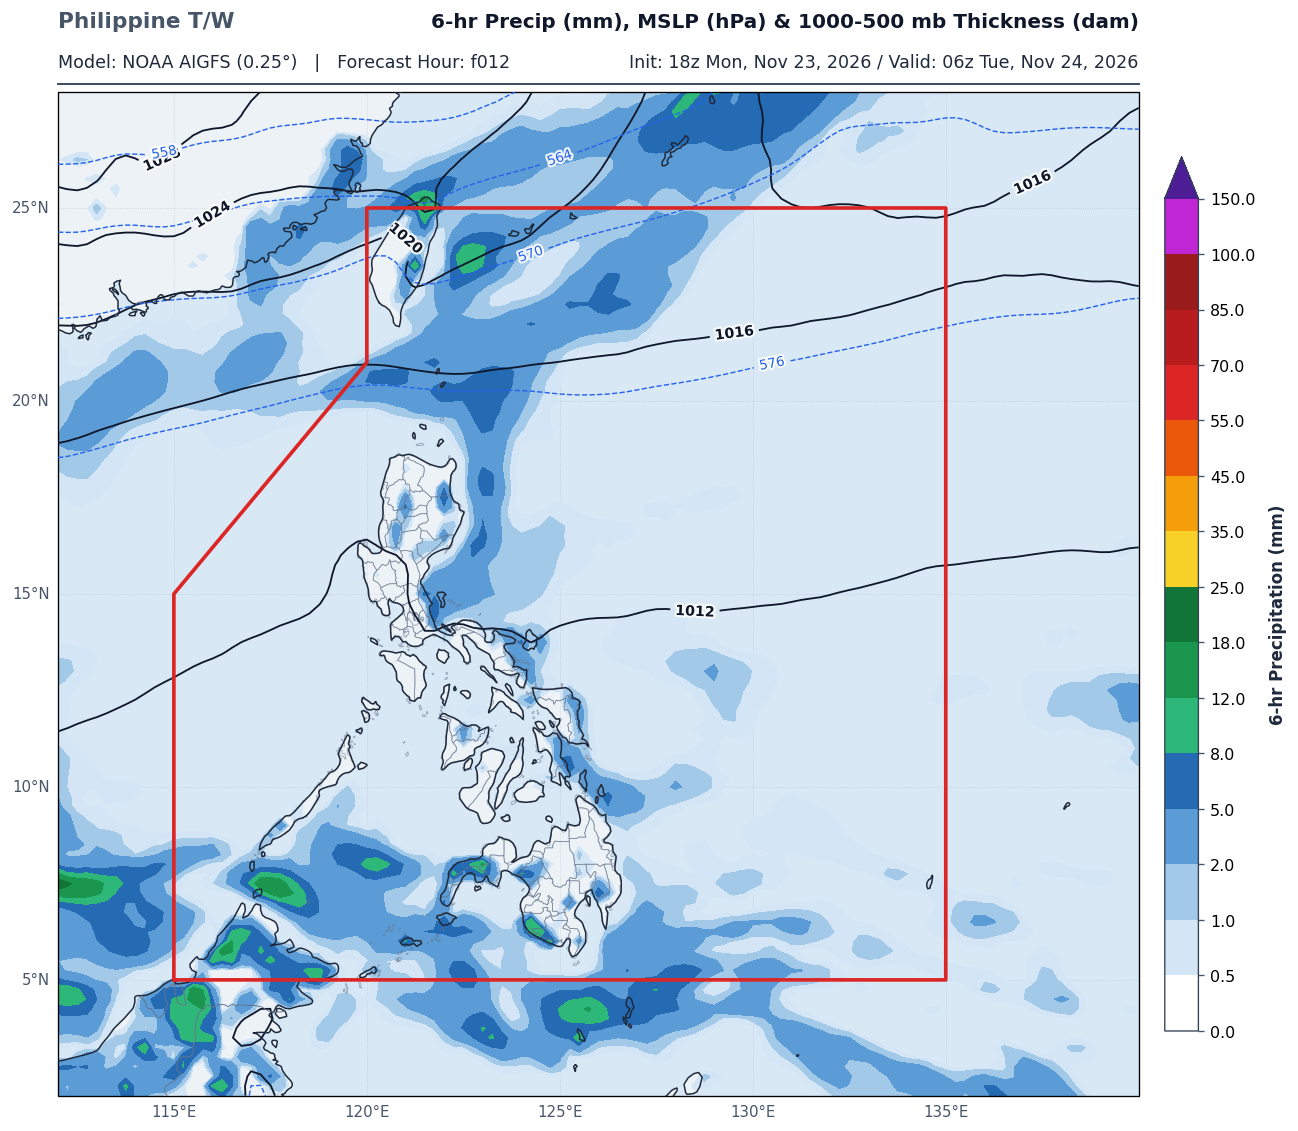 Philippine T/W
6-hr Precip (mm), MSLP (hPa) & 1000-500 mb Thickness (dam)
Model: NOAA AIGFS (0.25°) | Forecast Hour: f012
Init: 18z Mon, Nov 23, 2026 / Valid: 06z Tue, Nov 24, 2026
558
564
1024
1016
25°N
1020
570
1016
576
20°N
15°N
1012
10°N
5°N
115°E
120°E
125°E
130°E
135°E
150.0
100.0
85.0
70.0
55.0
45.0
35.0
25.0
18.0
12.0
8.0
5.0
2.0
1.0
0.5
0.0
6-hr Precipitation (mm)